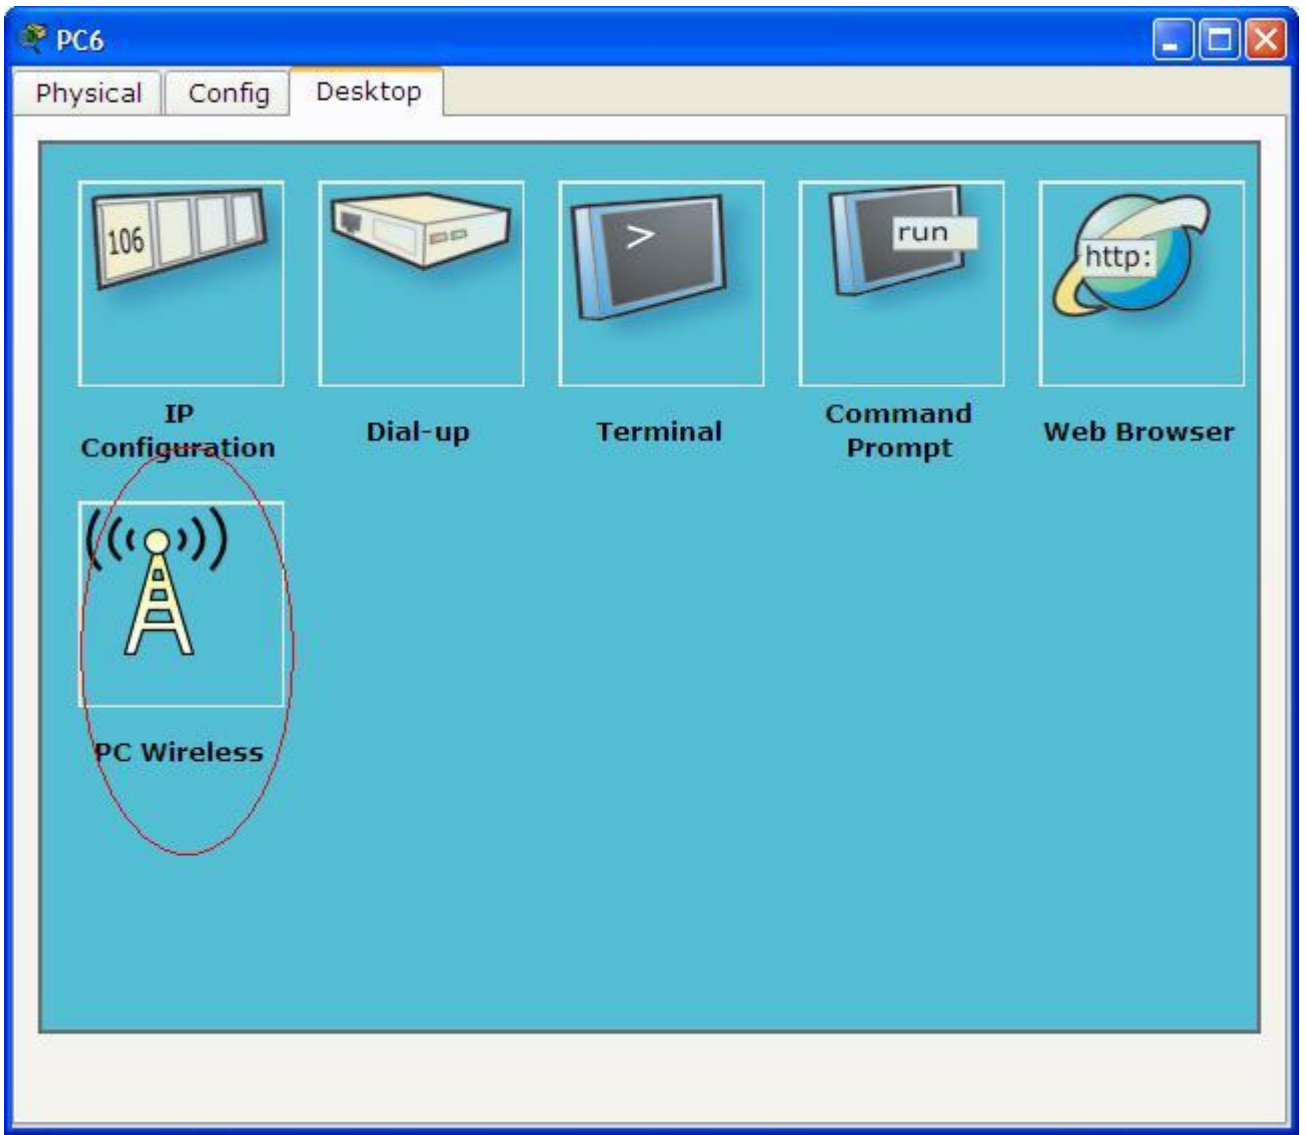 PC6
Physical Config Desktop
106
>
run
http:
IP
Configuration
Dial-up
Terminal
Command
Prompt
Web Browser
PC Wireless